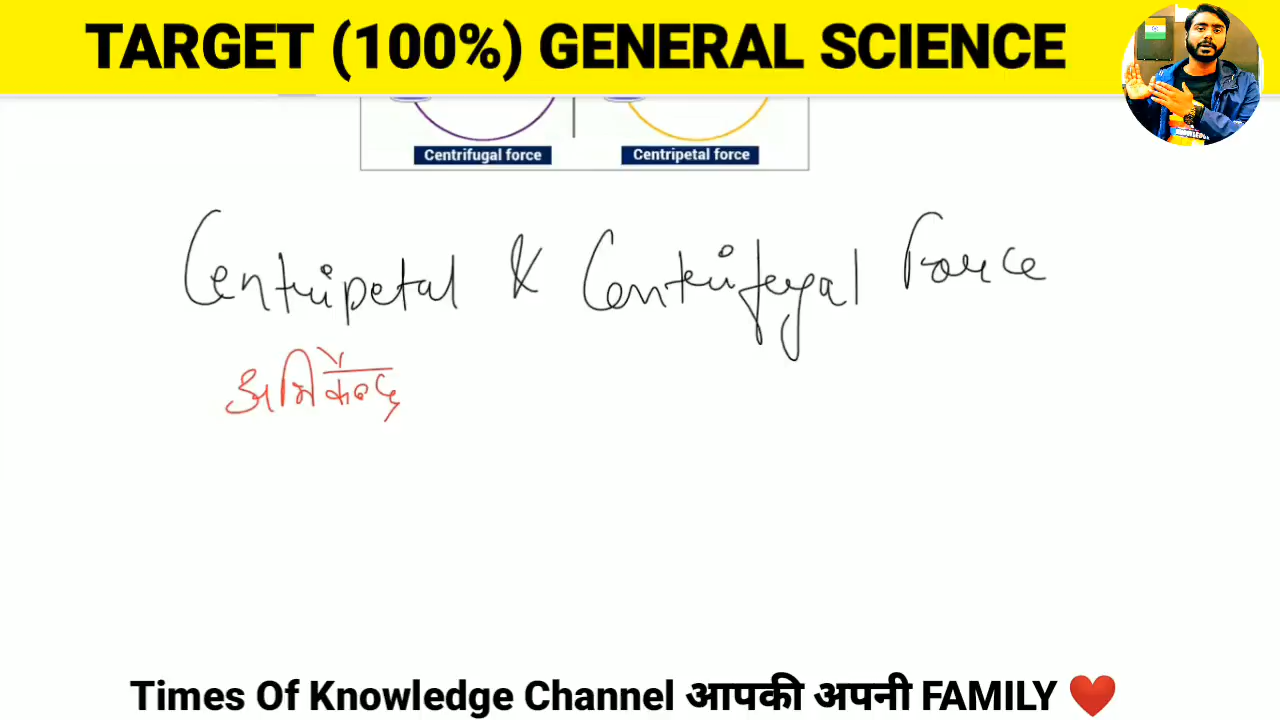 TARGET (100%) GENERAL SCIENCE
Centrifugal force Centripetal force
Centripetal & Centrifugal Force
अभिकेन्द्र
Times Of Knowledge Channel आपकी अपनी FAMILY ❤️